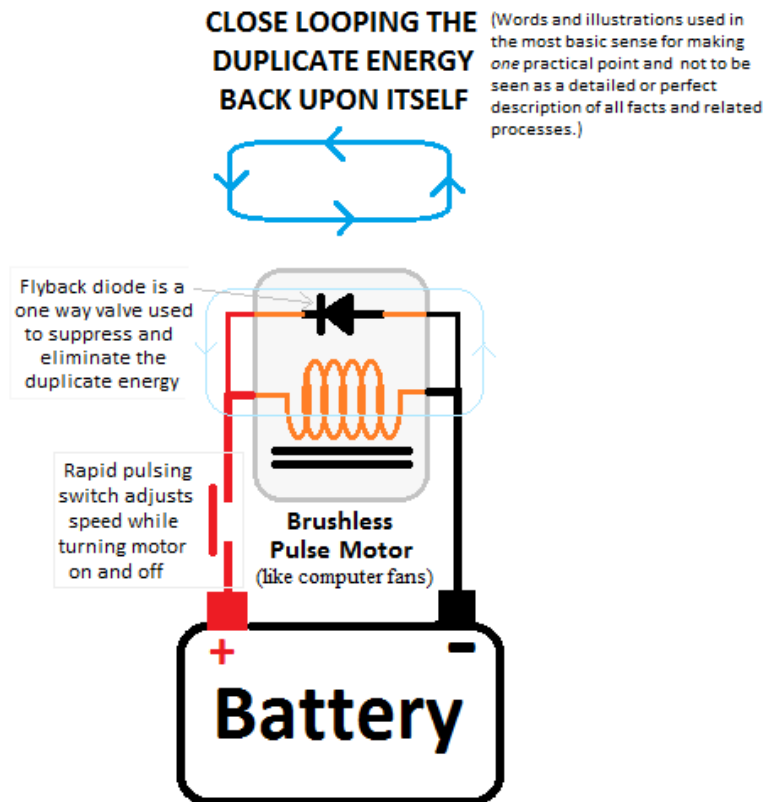 CLOSE LOOPING THE
DUPLICATE ENERGY
BACK UPON ITSELF
(Words and illustrations used in
the most basic sense for making
one practical point and not to be
seen as a detailed or perfect
description of all facts and related
processes.)
Flyback diode is a
one way valve used
to suppress and
eliminate the
duplicate energy
Rapid pulsing
switch adjusts
speed while
turning motor
on and off
Brushless
Pulse Motor
(like computer fans)
+
-
Battery